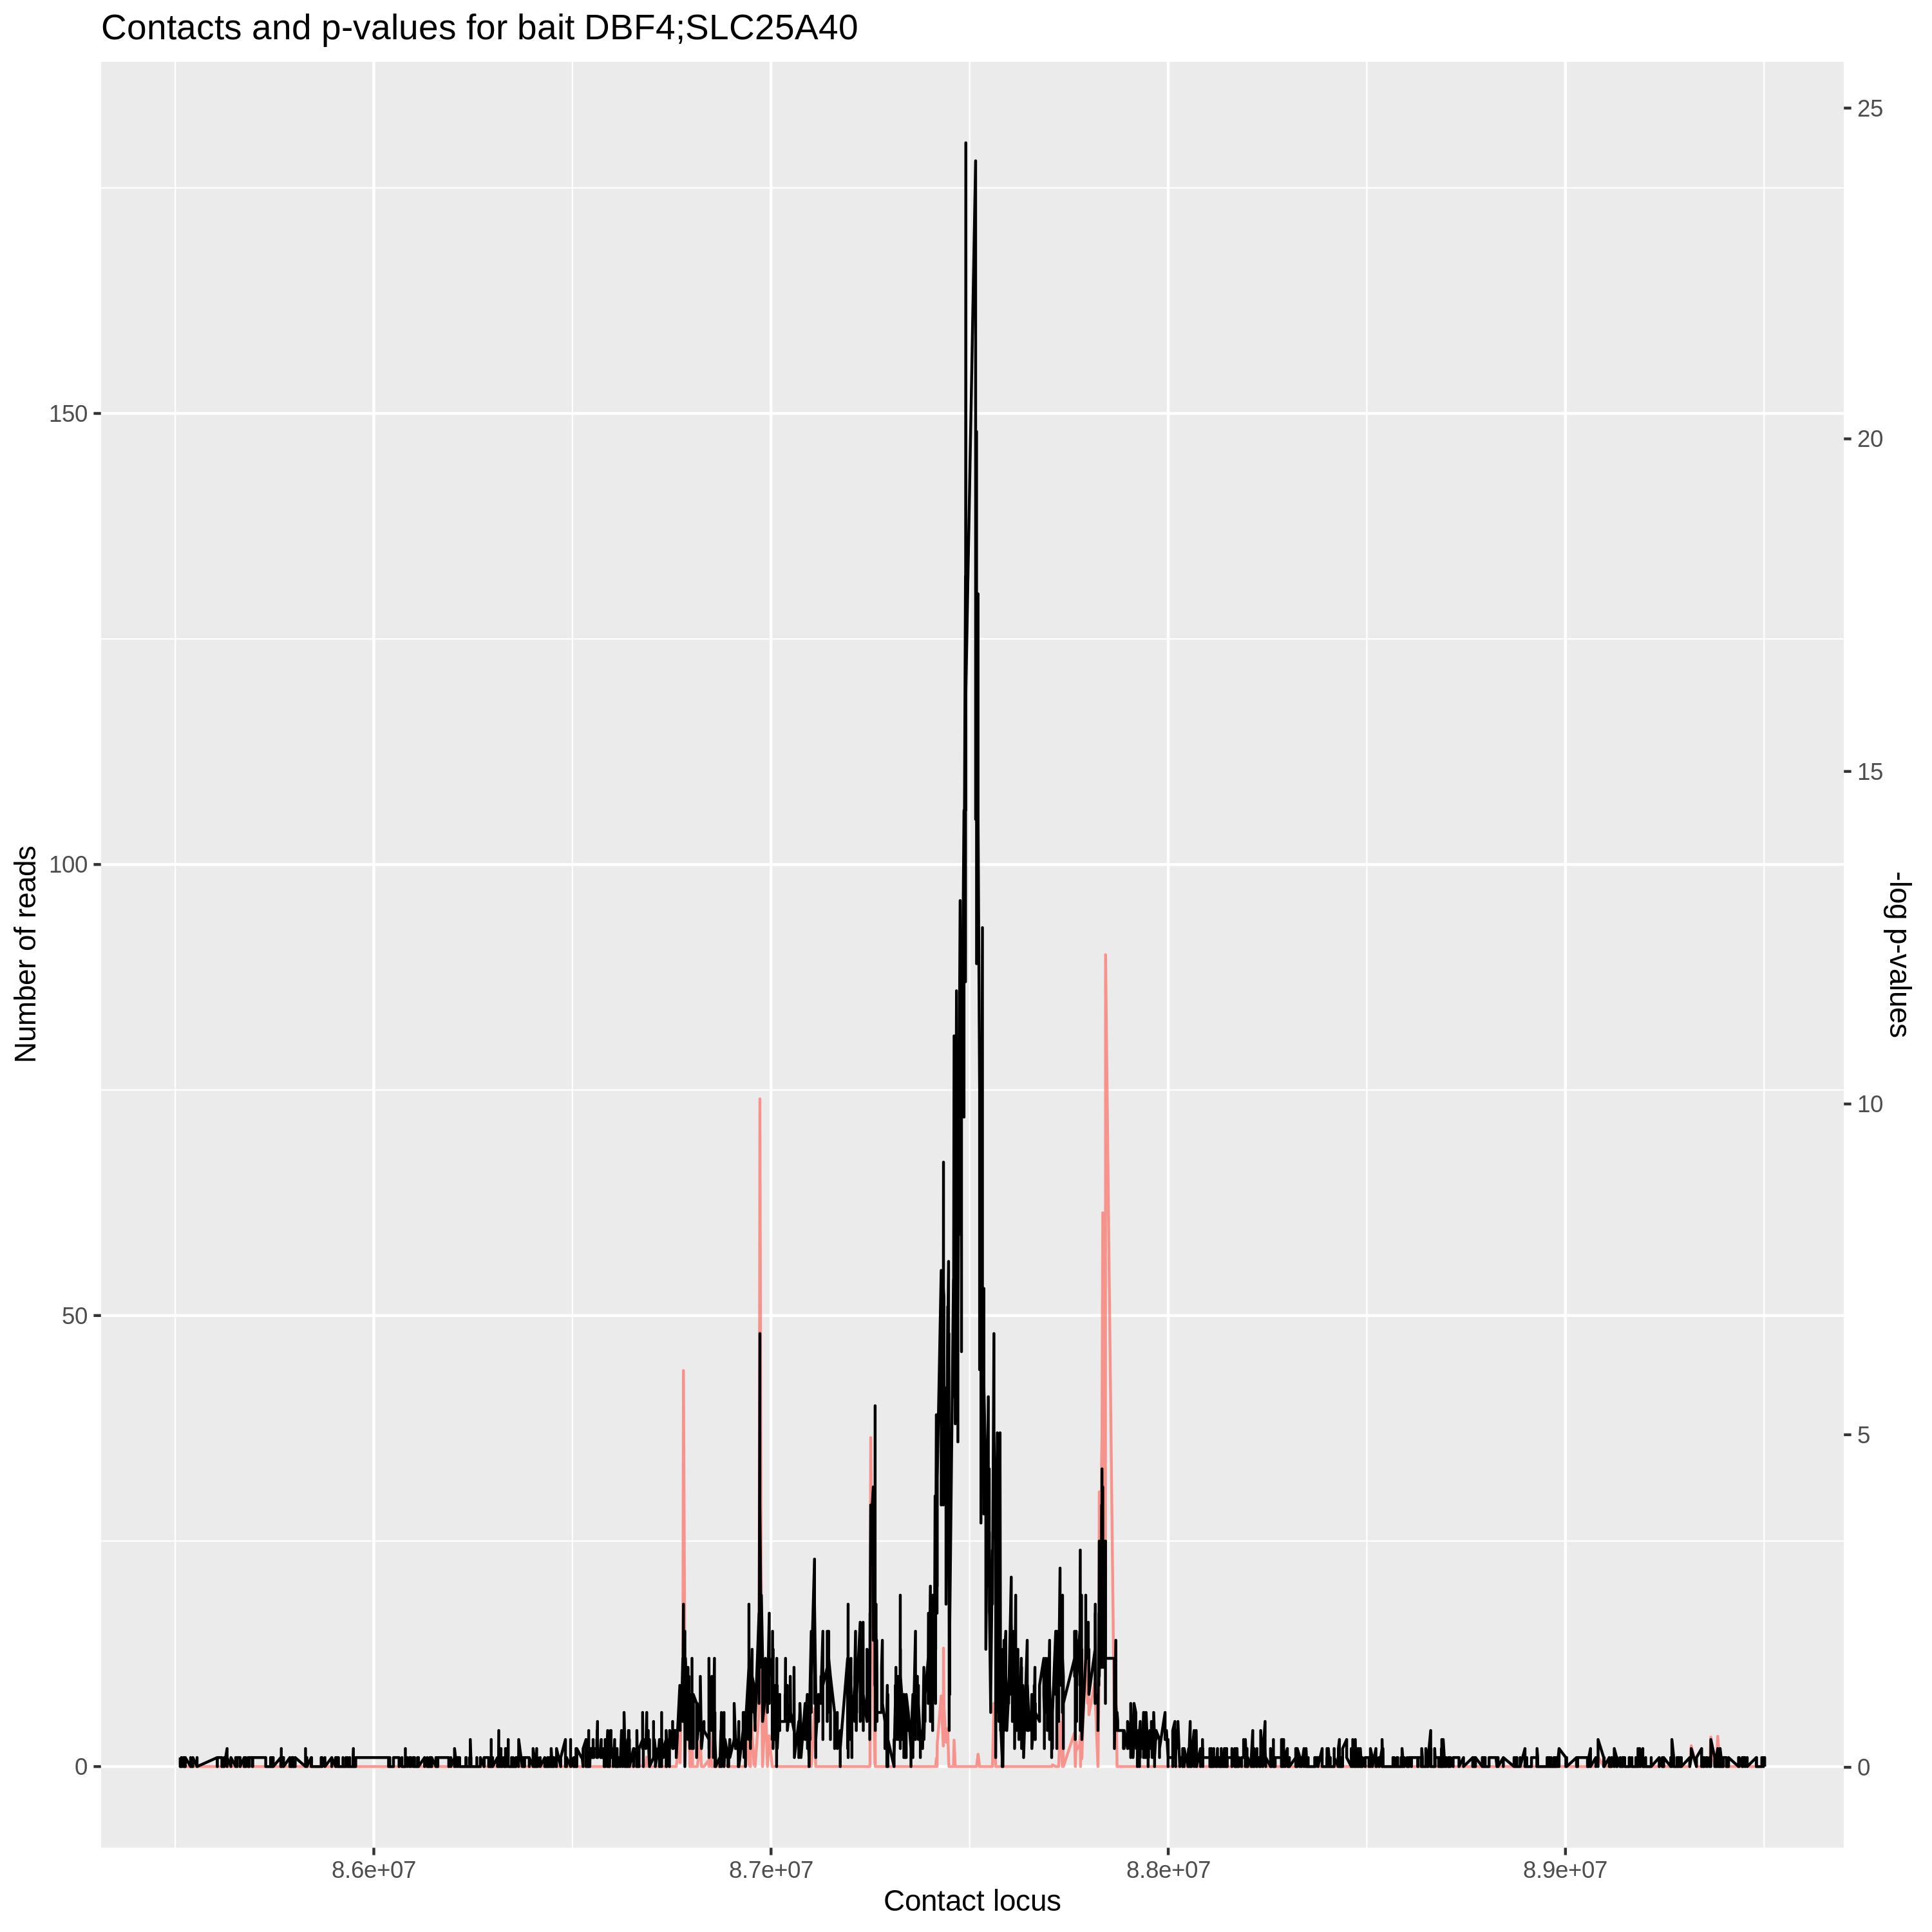 Contacts and p-values for bait DBF4;SLC25A40
25
150
20
15
Number of reads
100
-log p-values
10
50
5
0
0
8.6e+07
8.7e+07
8.8e+07
8.9e+07
Contact locus